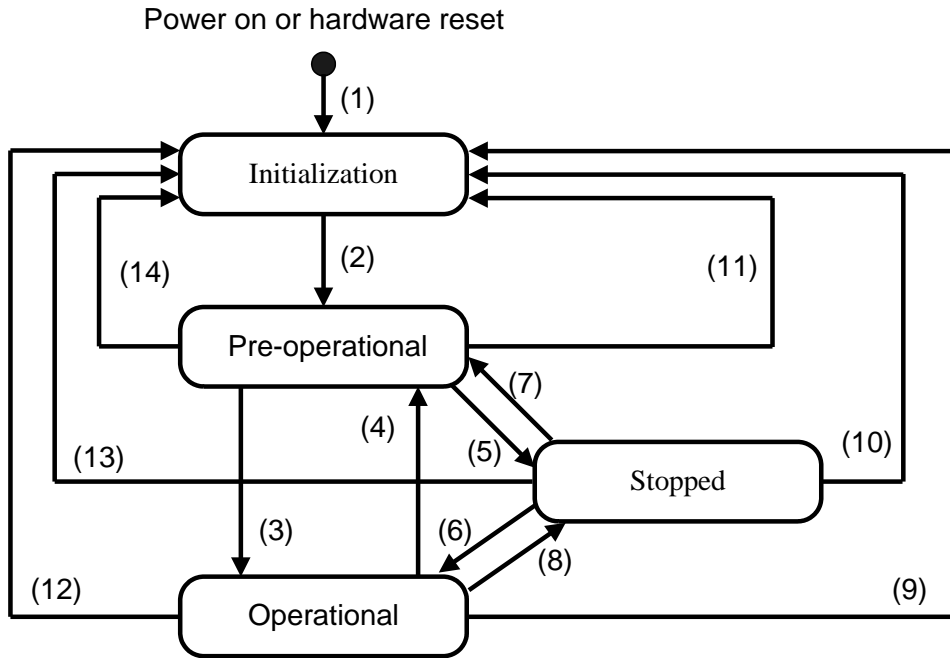 Power on or hardware reset
(1)
Initialization
(2)
(14)
(11)
Pre-operational
(7)
(4)
(5)
(10)
(13)
Stopped
(3)
(6)
(8)
(12)
(9)
Operational